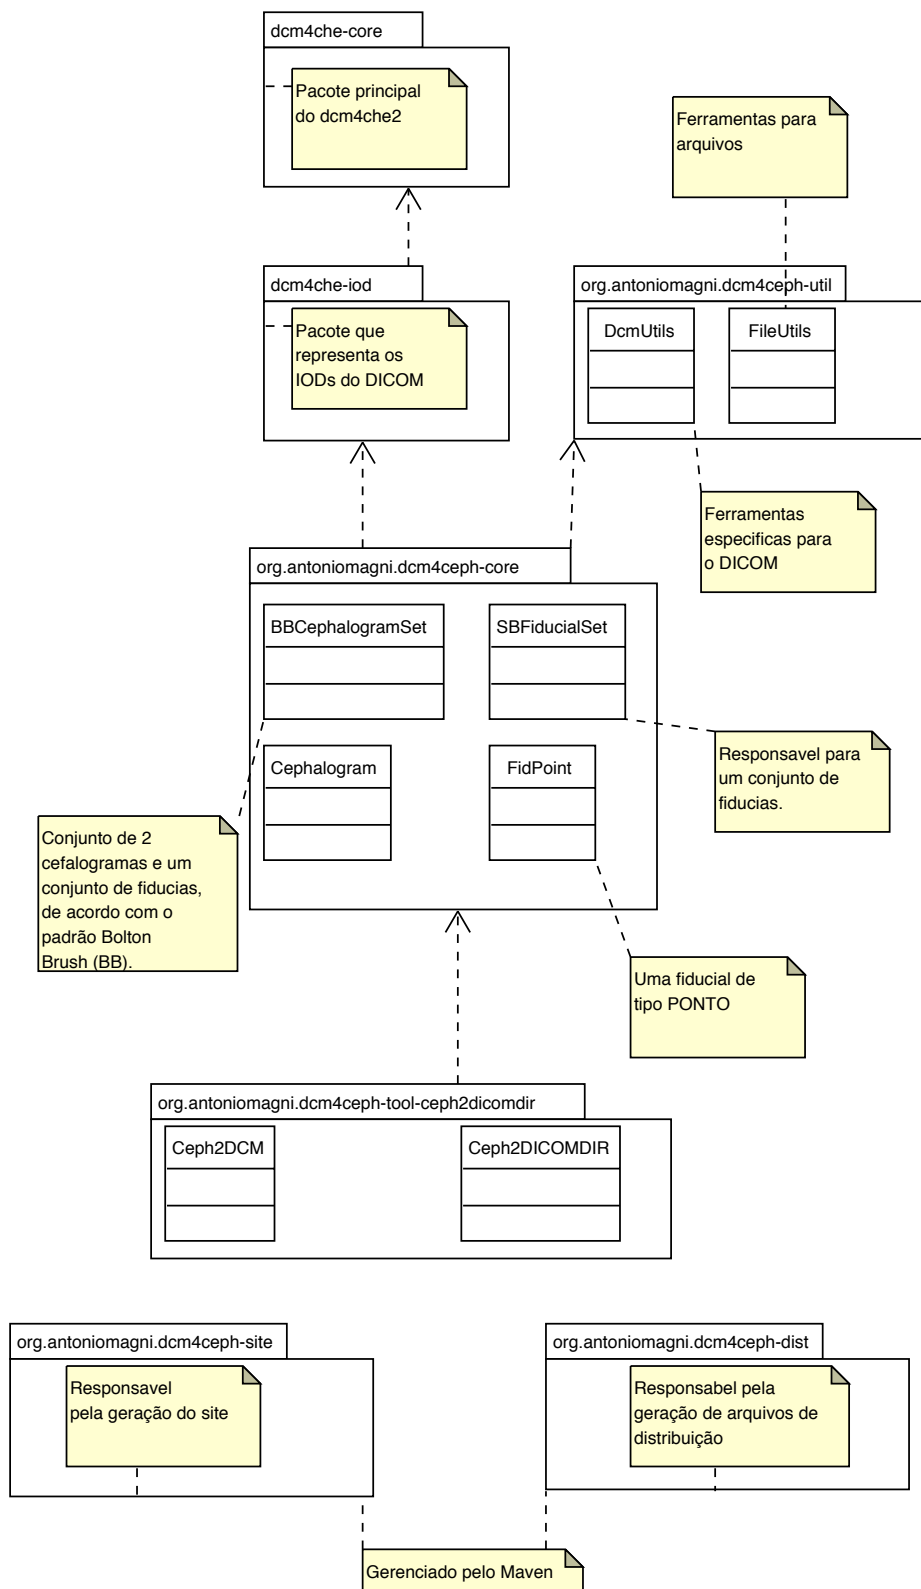 dcm4che-core
Pacote principal
do dcm4che2
Ferramentas para
arquivos
dcm4che-iod
Pacote que
representa os
IODs do DICOM
org.antoniomagni.dcm4ceph-util
DcmUtils
FileUtils
Ferramentas
especificas para
o DICOM
org.antoniomagni.dcm4ceph-core
BBCephalogramSet
SBFiducialSet
Cephalogram
FidPoint
Responsavel para
um conjunto de
fiducias.
Conjunto de 2
cefalogramas e um
conjunto de fiducias,
de acordo com o
padrão Bolton
Brush (BB).
Uma fiducial de
tipo PONTO
org.antoniomagni.dcm4ceph-tool-ceph2dicomdir
Ceph2DCM
Ceph2DICOMDIR
org.antoniomagni.dcm4ceph-site
Responsavel
pela geração do site
org.antoniomagni.dcm4ceph-dist
Responsabel pela
geração de arquivos de
distribuição
Gerenciado pelo Maven